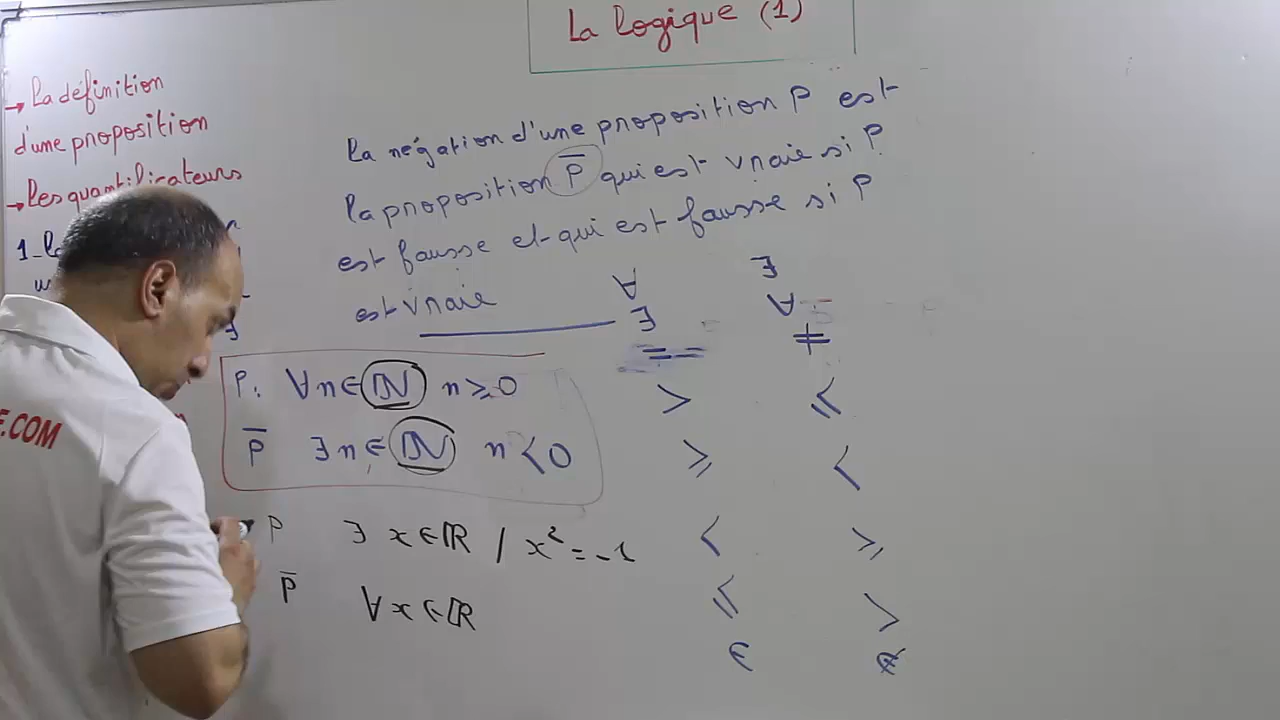 La logique (1)
→ La définition
d'une proposition
→ Les quantificateurs
1-
La négation d'une proposition P est
la proposition P̅ qui est vraie si P
est fausse et qui est fausse si P
est vraie
∀ ∃
∃ ∀
= ≠
> ≤
≥ <
< ≥
≤ >
∈ ∉
P: ∀n∈ℕ n≥0
P̅ ∃n∈ℕ n<0
P ∃ x∈ℝ / x²=-1
P̅ ∀x∈ℝ
E.COM